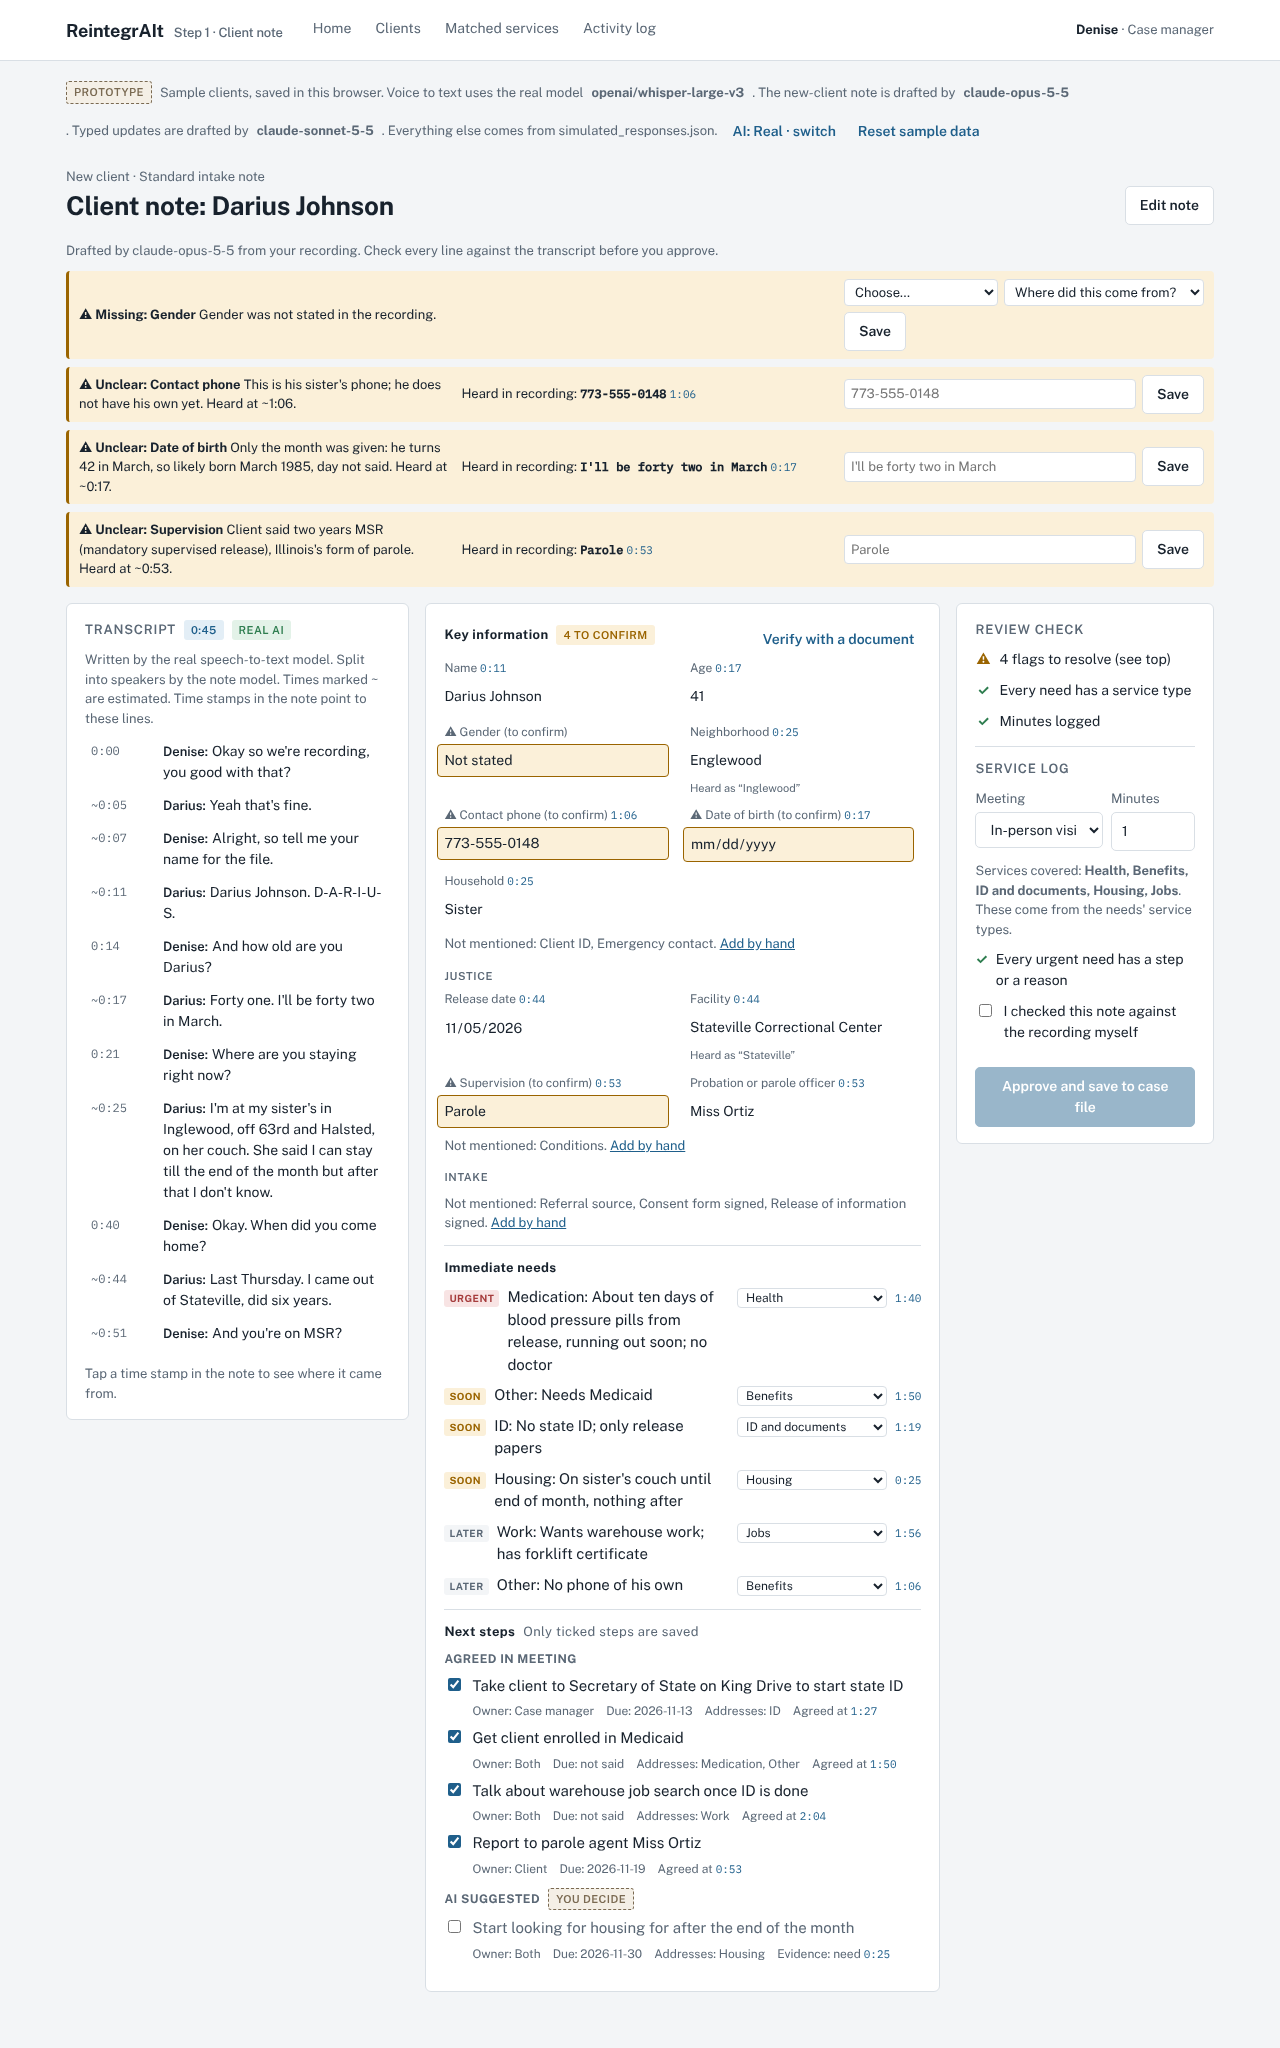 ReintegrAIt Step 1 · Client note Home Clients Matched services Activity log Denise · Case manager
PROTOTYPE Sample clients, saved in this browser. Voice to text uses the real model openai/whisper-large-v3 . The new-client note is drafted by claude-opus-5-5
. Typed updates are drafted by claude-sonnet-5-5 . Everything else comes from simulated_responses.json. AI: Real · switch Reset sample data
New client · Standard intake note
Client note: Darius Johnson
Edit note
Drafted by claude-opus-5-5 from your recording. Check every line against the transcript before you approve.
⚠ Missing: Gender Gender was not stated in the recording.
Choose... Where did this come from?
Save
⚠ Unclear: Contact phone This is his sister's phone; he does
not have his own yet. Heard at ~1:06.
Heard in recording: 773-555-0148 1:06
773-555-0148 Save
⚠ Unclear: Date of birth Only the month was given: he turns
42 in March, so likely born March 1985, day not said. Heard at
~0:17.
Heard in recording: I'll be forty two in March 0:17
I'll be forty two in March Save
⚠ Unclear: Supervision Client said two years MSR
(mandatory supervised release), Illinois's form of parole.
Heard at ~0:53.
Heard in recording: Parole 0:53
Parole Save
TRANSCRIPT 0:45 REAL AI
Written by the real speech-to-text model. Split
into speakers by the note model. Times marked ~
are estimated. Time stamps in the note point to
these lines.
0:00 Denise: Okay so we're recording,
you good with that?
~0:05 Darius: Yeah that's fine.
~0:07 Denise: Alright, so tell me your
name for the file.
~0:11 Darius: Darius Johnson. D-A-R-I-U-
S.
0:14 Denise: And how old are you
Darius?
~0:17 Darius: Forty one. I'll be forty two
in March.
0:21 Denise: Where are you staying
right now?
~0:25 Darius: I'm at my sister's in
Inglewood, off 63rd and Halsted,
on her couch. She said I can stay
till the end of the month but after
that I don't know.
0:40 Denise: Okay. When did you come
home?
~0:44 Darius: Last Thursday. I came out
of Stateville, did six years.
~0:51 Denise: And you're on MSR?
Tap a time stamp in the note to see where it came
from.
Key information 4 TO CONFIRM Verify with a document
Name 0:11 Age 0:17
Darius Johnson 41
⚠ Gender (to confirm) Neighborhood 0:25
Not stated Englewood
Heard as “Inglewood”
⚠ Contact phone (to confirm) 1:06 ⚠ Date of birth (to confirm) 0:17
773-555-0148 mm/dd/yyyy
Household 0:25
Sister
Not mentioned: Client ID, Emergency contact. Add by hand
JUSTICE
Release date 0:44 Facility 0:44
11/05/2026 Stateville Correctional Center
Heard as “Stateville”
⚠ Supervision (to confirm) 0:53 Probation or parole officer 0:53
Parole Miss Ortiz
Not mentioned: Conditions. Add by hand
INTAKE
Not mentioned: Referral source, Consent form signed, Release of information
signed. Add by hand
Immediate needs
URGENT Medication: About ten days of Health 1:40
blood pressure pills from
release, running out soon; no
doctor
SOON Other: Needs Medicaid Benefits 1:50
SOON ID: No state ID; only release ID and documents 1:19
papers
SOON Housing: On sister's couch until Housing 0:25
end of month, nothing after
LATER Work: Wants warehouse work; Jobs 1:56
has forklift certificate
LATER Other: No phone of his own Benefits 1:06
Next steps Only ticked steps are saved
AGREED IN MEETING
Take client to Secretary of State on King Drive to start state ID
Owner: Case manager Due: 2026-11-13 Addresses: ID Agreed at 1:27
Get client enrolled in Medicaid
Owner: Both Due: not said Addresses: Medication, Other Agreed at 1:50
Talk about warehouse job search once ID is done
Owner: Both Due: not said Addresses: Work Agreed at 2:04
Report to parole agent Miss Ortiz
Owner: Client Due: 2026-11-19 Agreed at 0:53
AI SUGGESTED YOU DECIDE
Start looking for housing for after the end of the month
Owner: Both Due: 2026-11-30 Addresses: Housing Evidence: need 0:25
REVIEW CHECK
⚠ 4 flags to resolve (see top)
✓ Every need has a service type
✓ Minutes logged
SERVICE LOG
Meeting Minutes
In-person visi 1
Services covered: Health, Benefits,
ID and documents, Housing, Jobs.
These come from the needs' service
types.
✓ Every urgent need has a step
or a reason
I checked this note against
the recording myself
Approve and save to case
file